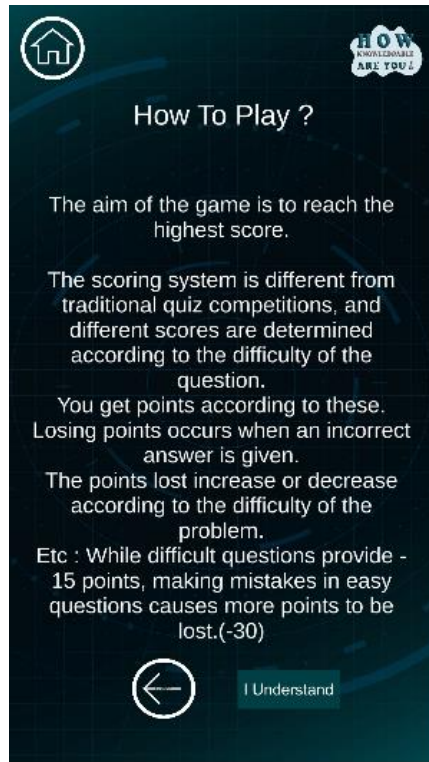 HOW
KNOWLEDGABLE
ARE YOU?
How To Play ?
The aim of the game is to reach the
highest score.
The scoring system is different from
traditional quiz competitions, and
different scores are determined
according to the difficulty of the
question.
You get points according to these.
Losing points occurs when an incorrect
answer is given.
The points lost increase or decrease
according to the difficulty of the
problem.
Etc : While difficult questions provide -
15 points, making mistakes in easy
questions causes more points to be
lost.(-30)
I Understand